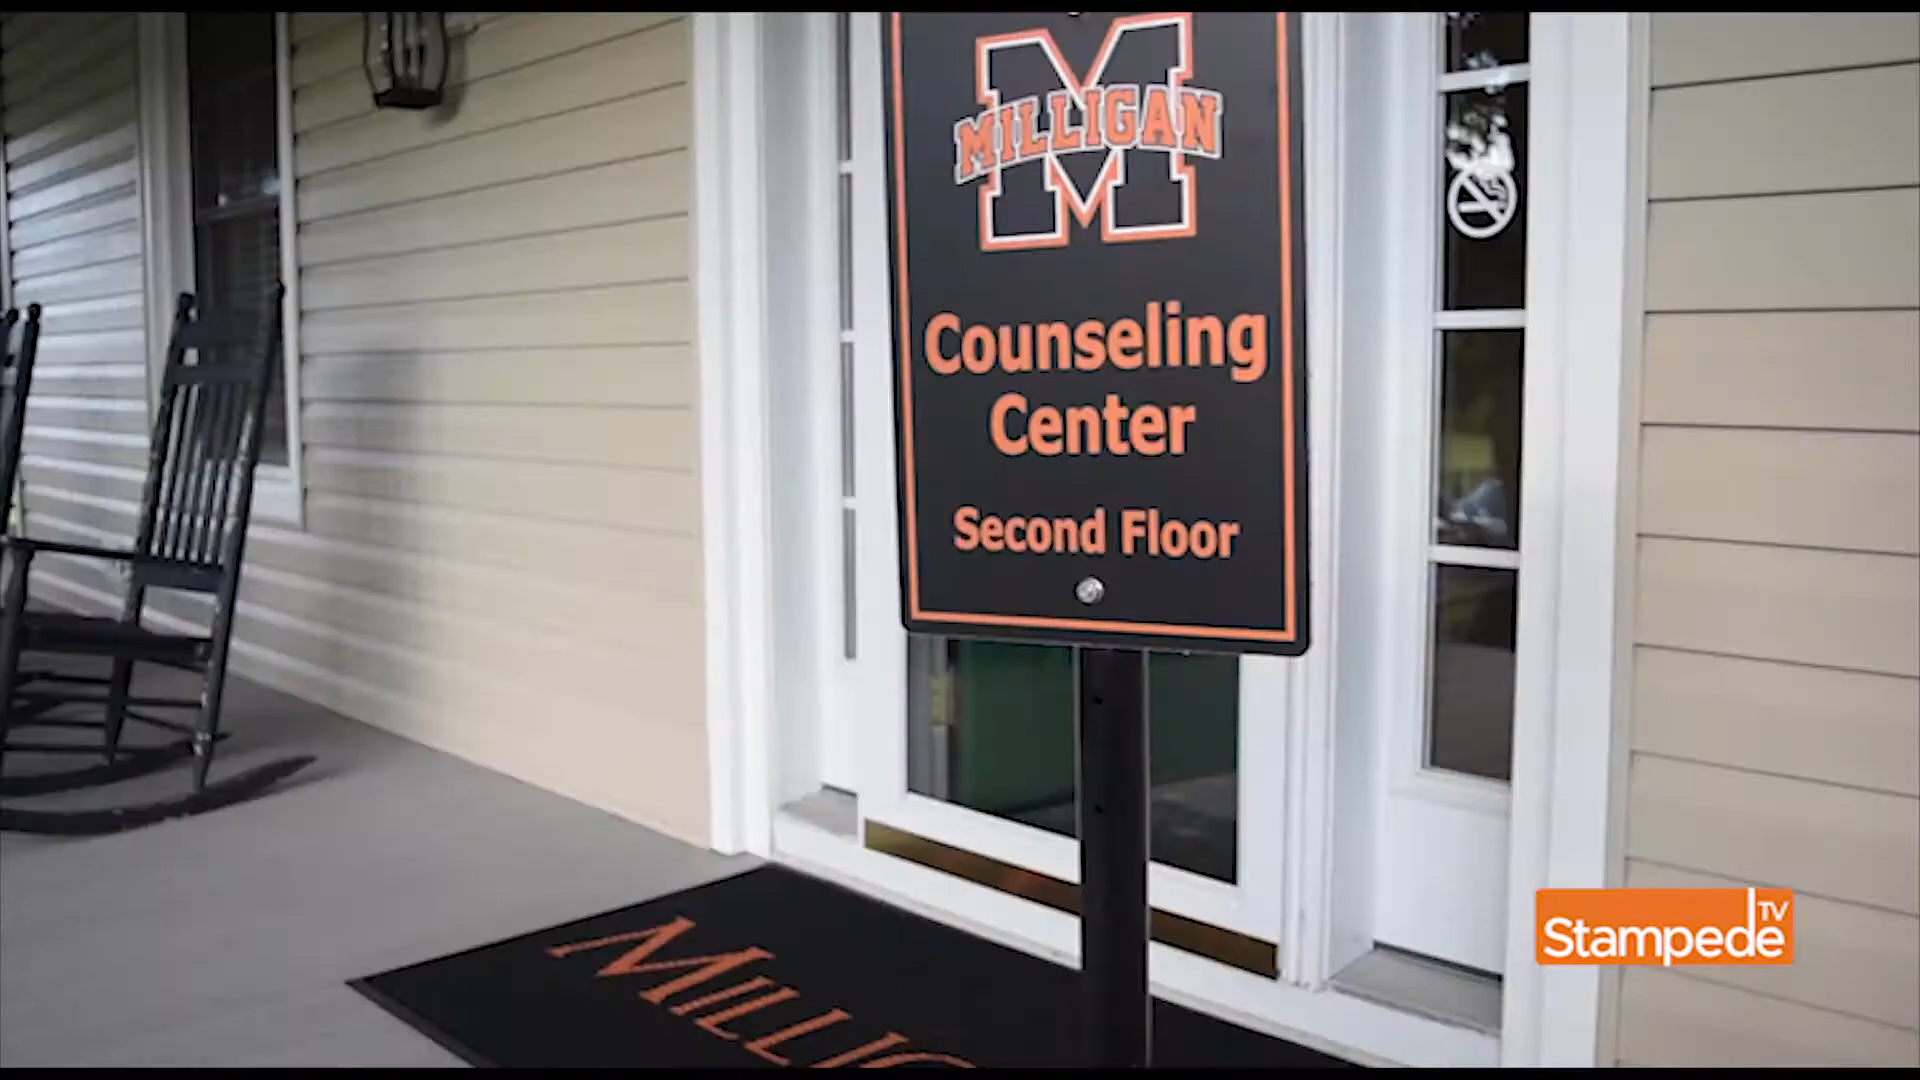 MILLIGAN
Counseling
Center
Second Floor
Stampede TV